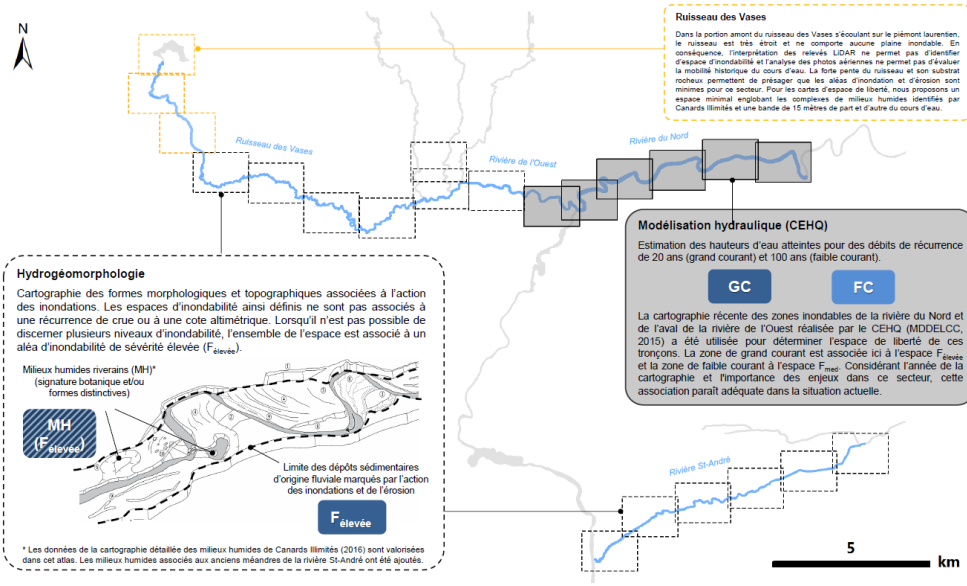 N
Ruisseau des Vases
Dans la portion amont du ruisseau des Vases s'écoulant sur le piémont laurentien,
le ruisseau est très étroit et ne comporte aucune plaine inondable. En
conséquence, l'interprétation des relevés LiDAR ne permet pas d'identifier
d'espace d'inondabilité et l'analyse des photos aériennes ne permet pas d'évaluer
la mobilité historique du cours d'eau. La forte pente du ruisseau et son substrat
rocheux permettent de présager que les aléas d'inondation et d'érosion sont
minimes pour ce secteur. Pour les cartes d'espace de liberté, nous proposons un
espace minimal englobant les complexes de milieux humides identifiés par
Canards Illimités et une bande de 15 mètres de part et d'autre du cours d'eau.
Ruisseau des Vases
Rivière de l'Ouest
Rivière du Nord
Modélisation hydraulique (CEHQ)
Estimation des hauteurs d'eau atteintes pour des débits de récurrence
de 20 ans (grand courant) et 100 ans (faible courant).
GC
FC
La cartographie récente des zones inondables de la rivière du Nord et
de l'aval de la rivière de l'Ouest réalisée par le CEHQ (MDDELCC,
2015) a été utilisée pour déterminer l'espace de liberté de ces
tronçons. La zone de grand courant est associée ici à l'espace Félevée
et la zone de faible courant à l'espace Fmed. Considérant l'année de la
cartographie et l'importance des enjeux dans ce secteur, cette
association paraît adéquate dans la situation actuelle.
Hydrogéomorphologie
Cartographie des formes morphologiques et topographiques associées à l'action
des inondations. Les espaces d'inondabilité ainsi définis ne sont pas associés à
une récurrence de crue ou à une cote altimétrique. Lorsqu'il n'est pas possible de
discerner plusieurs niveaux d'inondabilité, l'ensemble de l'espace est associé à un
aléa d'inondabilité de sévérité élevée (Félevée).
Milieux humides riverains (MH)*
(signature botanique et/ou
formes distinctives)
MH
(Félevée)
Limite des dépôts sédimentaires
d'origine fluviale marqués par l'action
des inondations et de l'érosion
Félevée
* Les données de la cartographie détaillée des milieux humides de Canards Illimités (2016) sont valorisées
dans cet atlas. Les milieux humides associés aux anciens méandres de la rivière St-André ont été ajoutés.
Rivière St-André
5
km